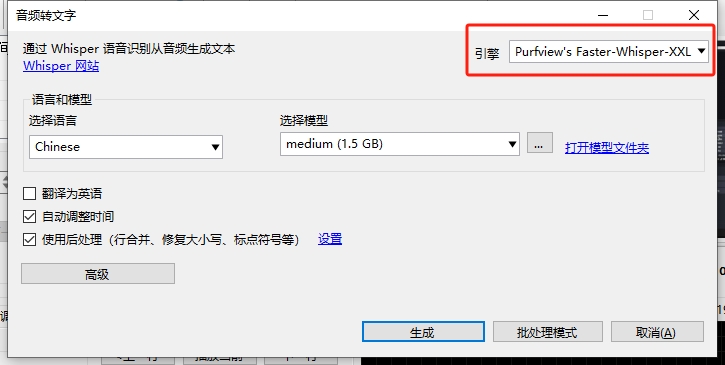 音频转文字
通过 Whisper 语音识别从音频生成文本
Whisper 网站
引擎 Purfview's Faster-Whisper-XXL
语言和模型
选择语言
选择模型
Chinese
medium (1.5 GB)
...
打开模型文件夹
翻译为英语
自动调整时间
使用后处理（行合并、修复大小写、标点符号等） 设置
高级
生成 批处理模式 取消(A)